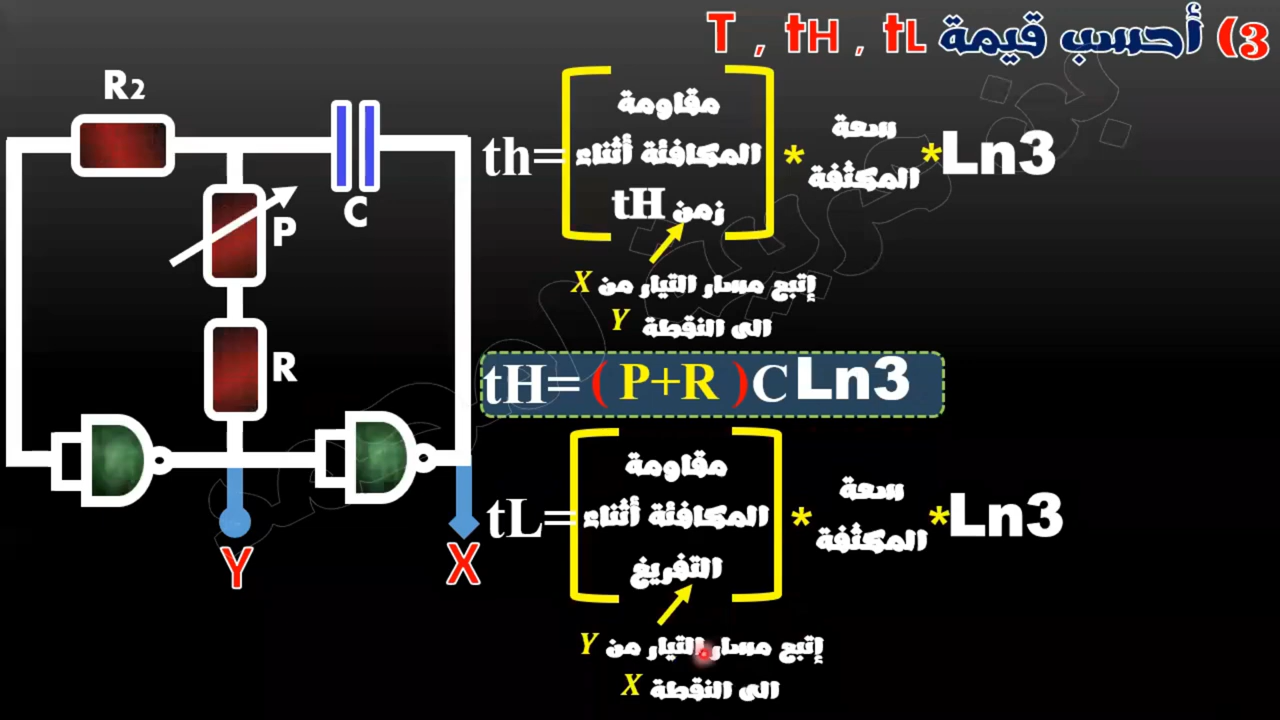 3) أحسب قيمة T , tH , tL
R2
P
C
R
Y
X
th= مقاومة المكافئة أثناء زمن tH * سعة المكثفة *Ln3
إتبع مسار التيار من X
الى النقطة Y
tH= ( P+R )CLn3
tL= مقاومة المكافئة أثناء التفريغ * سعة المكثفة *Ln3
إتبع مسار التيار من Y
الى النقطة X